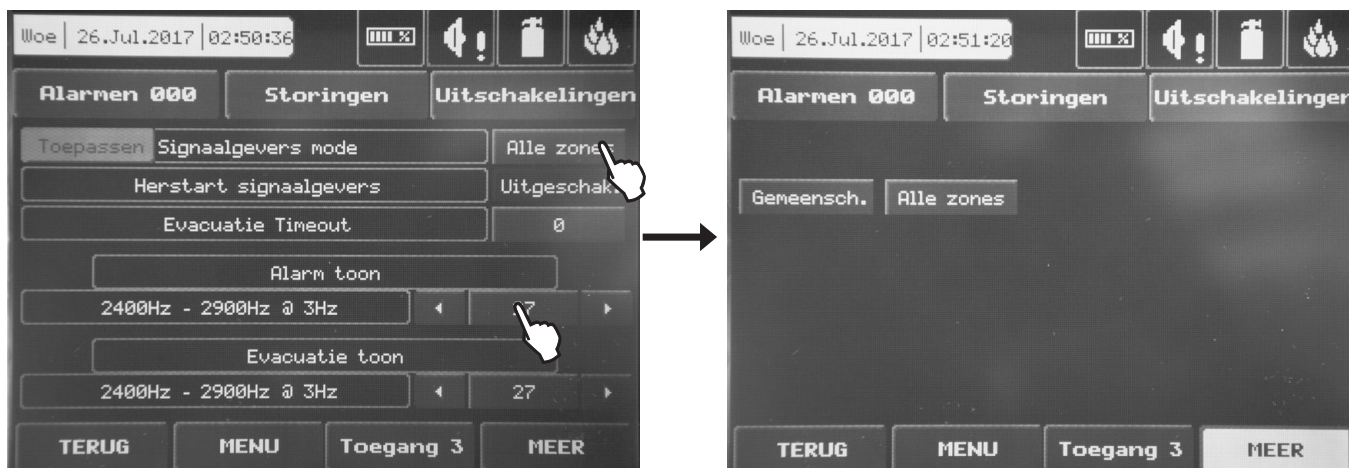 Woe 26.Jul.2017 02:50:36
Alarmen 000 Storingen Uitschakelingen
Toepassen Signaalgevers mode Alle zones
Herstart signaalgevers Uitgeschak.
Evacuatie Timeout 0
Alarm toon
2400Hz - 2900Hz @ 3Hz
Evacuatie toon
2400Hz - 2900Hz @ 3Hz 27
TERUG MENU Toegang 3 MEER
Woe 26.Jul.2017 02:51:20
Alarmen 000 Storingen Uitschakelinger
Gemeensch. Alle zones
TERUG MENU Toegang 3 MEER